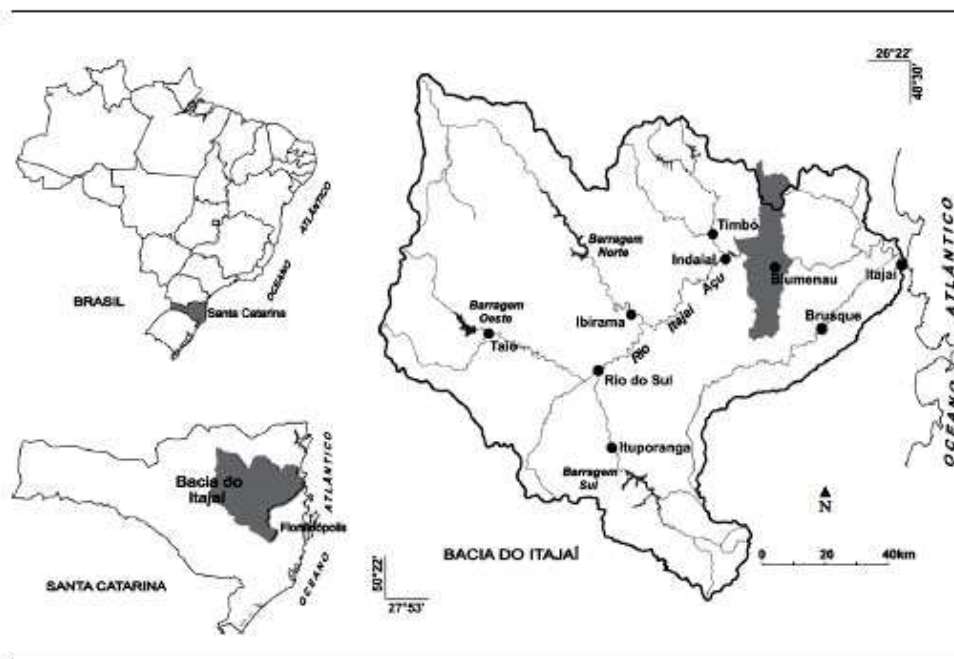 BRASIL
Santa Catarina
OCEANO ATLÂNTICO
Bacia do
Itajaí
Florianópolis
SANTA CATARINA
OCEANO ATLÂNTICO
26°22'
48°30'
Timbó
Barragem
Norte
Indaial
Blumenau
Itajaí
Rio Itajaí Açu
Barragem
Oeste
Ibirama
Brusque
Taió
Rio do Sul
Ituporanga
Barragem
Sul
N
BACIA DO ITAJAÍ
0 20 40km
50°22'
27°53'
OCEANO ATLÂNTICO